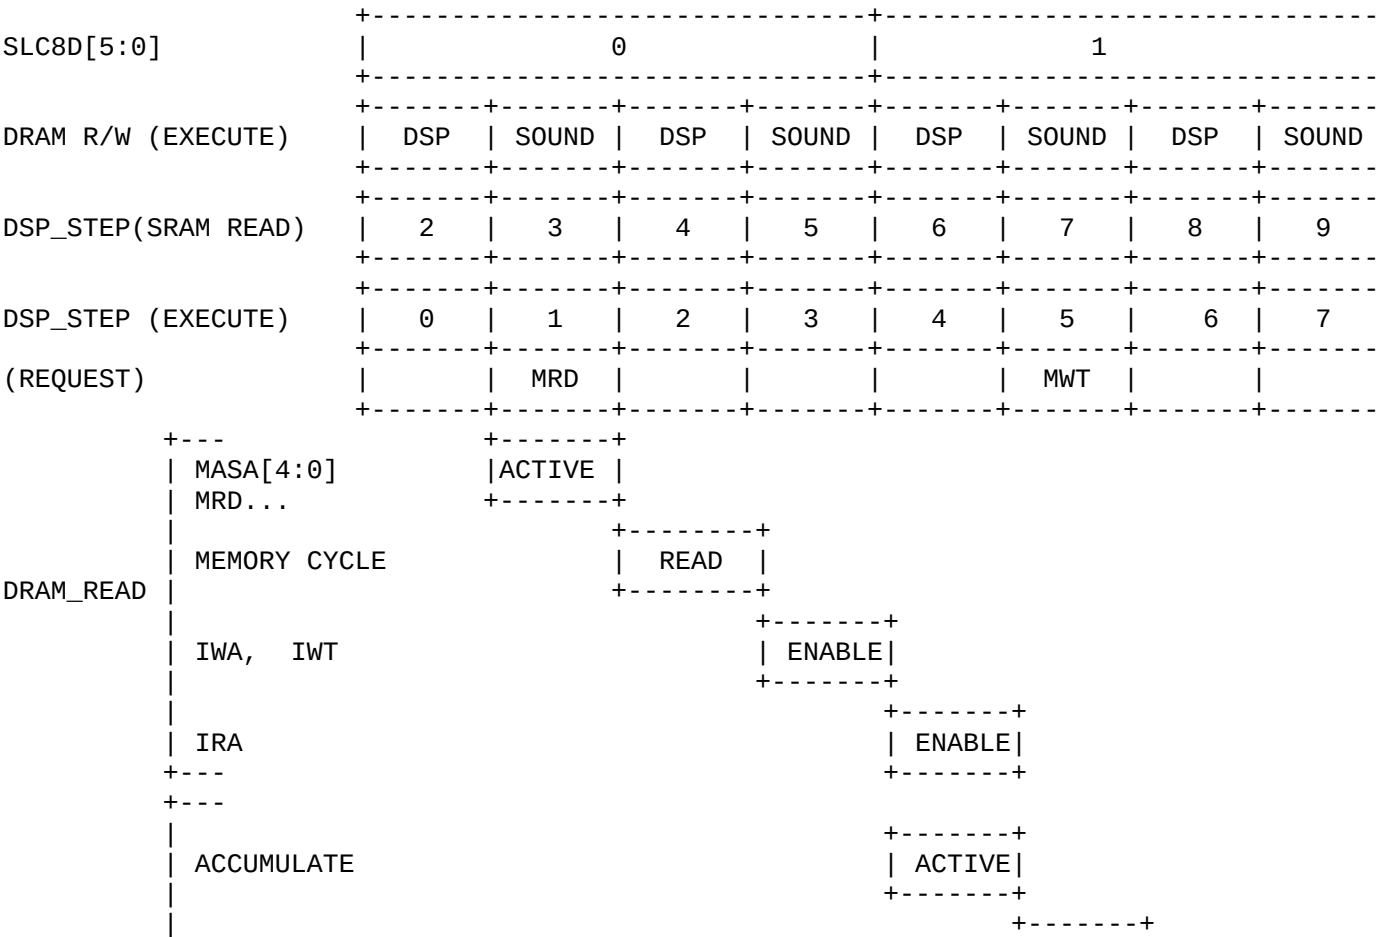 SLC8D[5:0] | 0 | 1
DRAM R/W (EXECUTE) | DSP | SOUND | DSP | SOUND | DSP | SOUND | DSP | SOUND
DSP_STEP(SRAM READ) | 2 | 3 | 4 | 5 | 6 | 7 | 8 | 9
DSP_STEP (EXECUTE) | 0 | 1 | 2 | 3 | 4 | 5 | 6 | 7
(REQUEST) | | MRD | | | | MWT | |
| MASA[4:0] |ACTIVE |
| MRD...
| MEMORY CYCLE | READ |
DRAM_READ |
| IWA, IWT | ENABLE|
| IRA | ENABLE|
| ACCUMULATE | ACTIVE|